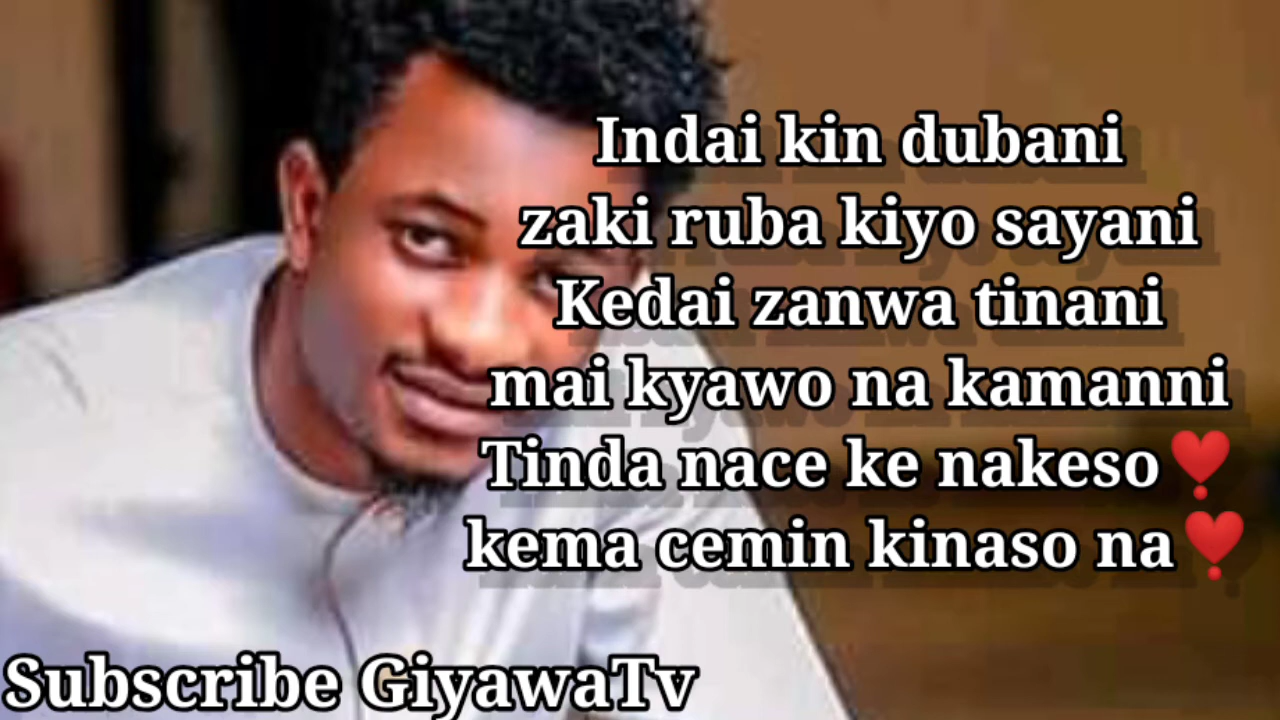 Indai kin dubani
zaki ruba kiyo sayani
Kedai zanwa tinani
mai kyawo na kamanni
Tinda nace ke nakeso❣️
kema cemin kinaso na❣️
Subscribe GiyawaTv